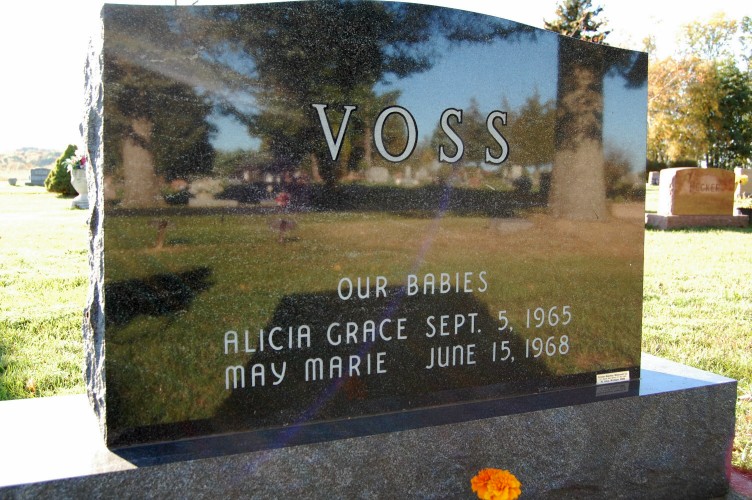 VOSS
OUR BABIES
ALICIA GRACE SEPT. 5, 1965
MAY MARIE JUNE 15, 1968